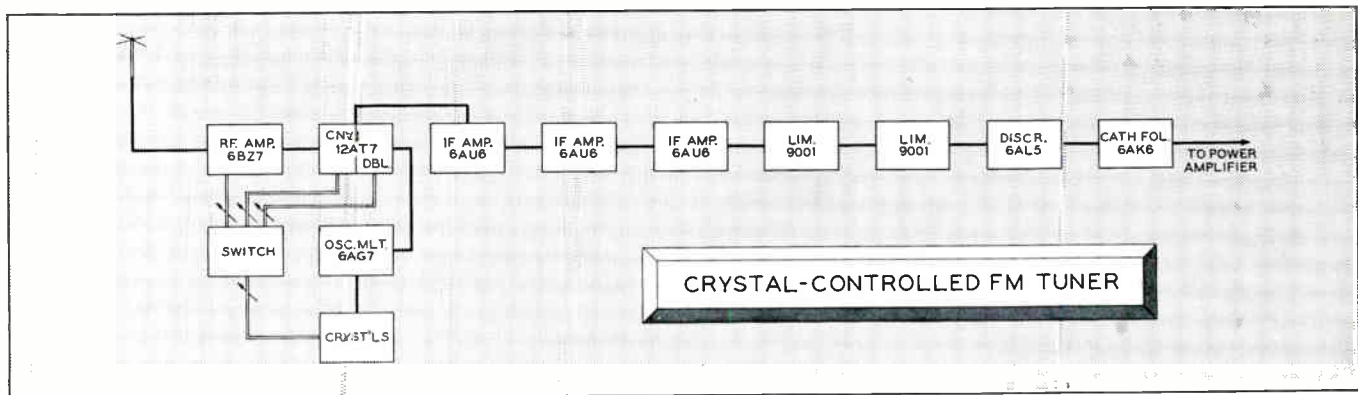 RF. AMP.
6BZ7
CNV.
12AT7
DBL.
IF AMP.
6AU6
IF AMP.
6AU6
IF AMP.
6AU6
LIM.
9001
LIM.
9001
DISCR.
6AL5
CATH FOL.
6AK6
TO POWER
AMPLIFIER
SWITCH
OSC. MLT.
6AG7
CRYST'LS
CRYSTAL-CONTROLLED FM TUNER